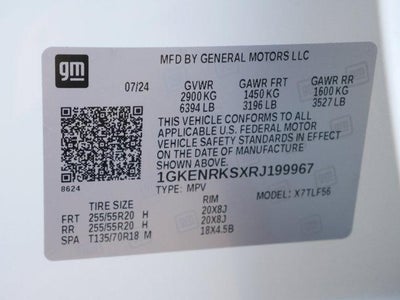 gm
MFD BY GENERAL MOTORS LLC
07/24 GVWR GAWR FRT GAWR RR
2900 KG 1450 KG 1600 KG
6394 LB 3196 LB 3527 LB
THIS VEHICLE CONFORMS TO ALL
APPLICABLE U.S. FEDERAL MOTOR
VEHICLE SAFETY STANDARDS IN EFFECT
ON THE DATE OF MANUFACTURE
SHOWN ABOVE.
1GKENRKSXRJ199967
8624 TYPE: MPV MODEL: X7TLF56
TIRE SIZE RIM
FRT 255/55R20 H 20X8J
RR 255/55R20 H 20X8J
SPA T135/70R18 M 18X4.5B